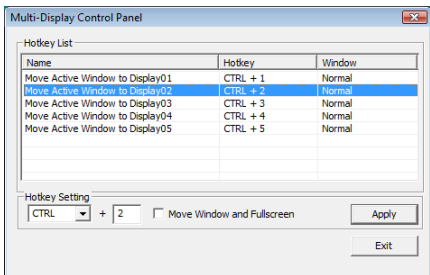 Multi-Display Control Panel
Hotkey List
Name Hotkey Window
Move Active Window to Display01 CTRL + 1 Normal
Move Active Window to Display02 CTRL + 2 Normal
Move Active Window to Display03 CTRL + 3 Normal
Move Active Window to Display04 CTRL + 4 Normal
Move Active Window to Display05 CTRL + 5 Normal
Hotkey Setting
CTRL + 2 Move Window and Fullscreen Apply
Exit